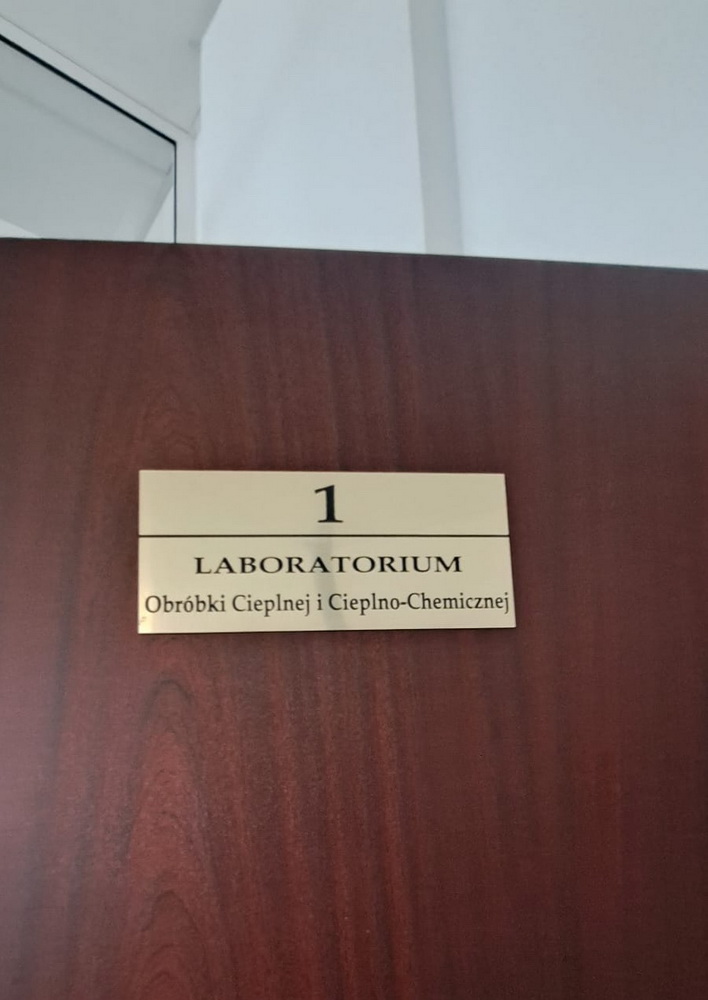 1
LABORATORIUM
Obróbki Cieplnej i Cieplno-Chemicznej